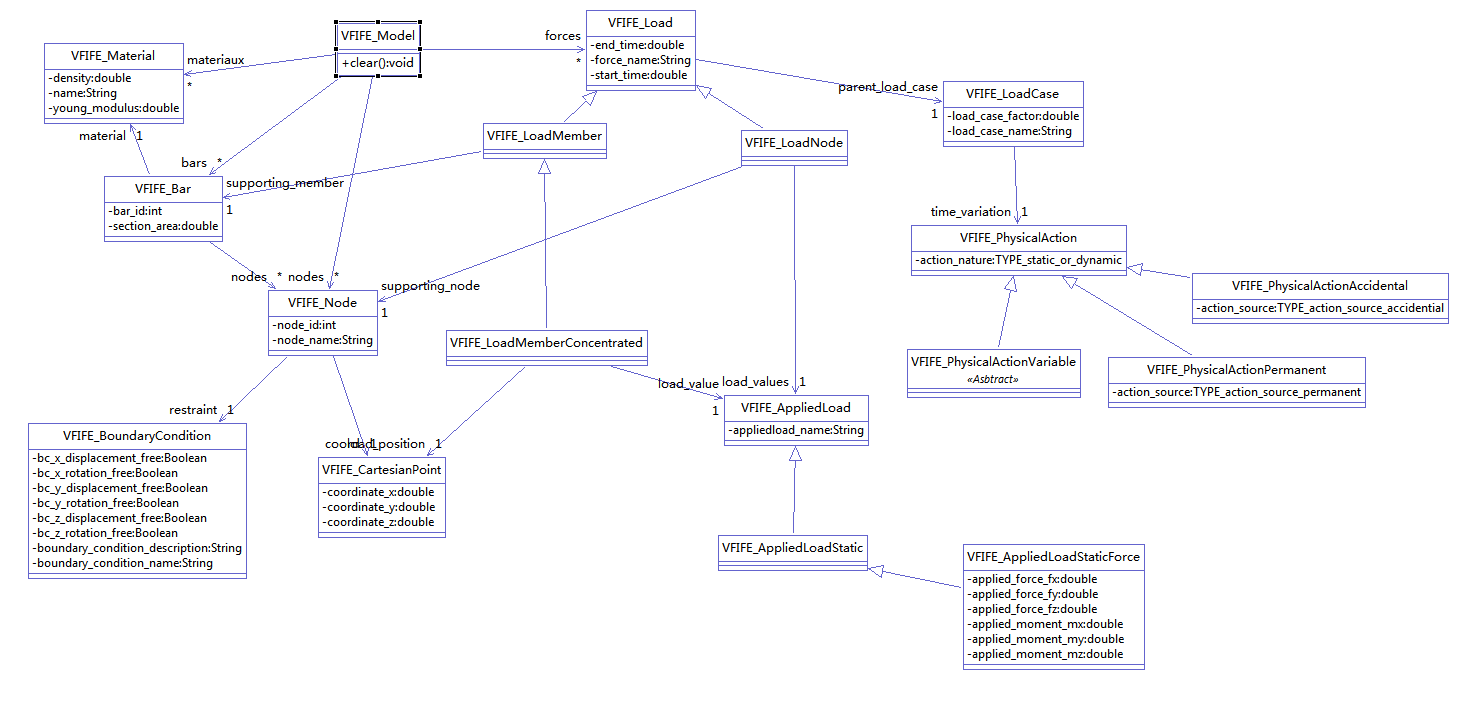 VFIFE_Model
+clear():void
VFIFE_Load
-end_time:double
-force_name:String
-start_time:double
forces
*
VFIFE_Material
-density:double
-name:String
-young_modulus:double
materiaux
*
material 1
VFIFE_LoadCase
-load_case_factor:double
-load_case_name:String
parent_load_case
1
VFIFE_LoadMember
VFIFE_LoadNode
bars *
VFIFE_Bar
-bar_id:int
-section_area:double
supporting_member
1
time_variation 1
VFIFE_PhysicalAction
-action_nature:TYPE_static_or_dynamic
nodes * nodes *
VFIFE_Node
-node_id:int
-node_name:String
supporting_node
1
VFIFE_PhysicalActionAccidental
-action_source:TYPE_action_source_accidential
VFIFE_LoadMemberConcentrated
VFIFE_PhysicalActionVariable
«Asbtract»
VFIFE_PhysicalActionPermanent
-action_source:TYPE_action_source_permanent
load_value load_values 1
1
VFIFE_AppliedLoad
-appliedload_name:String
restraint 1
VFIFE_BoundaryCondition
-bc_x_displacement_free:Boolean
-bc_x_rotation_free:Boolean
-bc_y_displacement_free:Boolean
-bc_y_rotation_free:Boolean
-bc_z_displacement_free:Boolean
-bc_z_rotation_free:Boolean
-boundary_condition_description:String
-boundary_condition_name:String
1
VFIFE_CartesianPoint
-coordinate_x:double
-coordinate_y:double
-coordinate_z:double
VFIFE_AppliedLoadStatic
VFIFE_AppliedLoadStaticForce
-applied_force_fx:double
-applied_force_fy:double
-applied_force_fz:double
-applied_moment_mx:double
-applied_moment_my:double
-applied_moment_mz:double